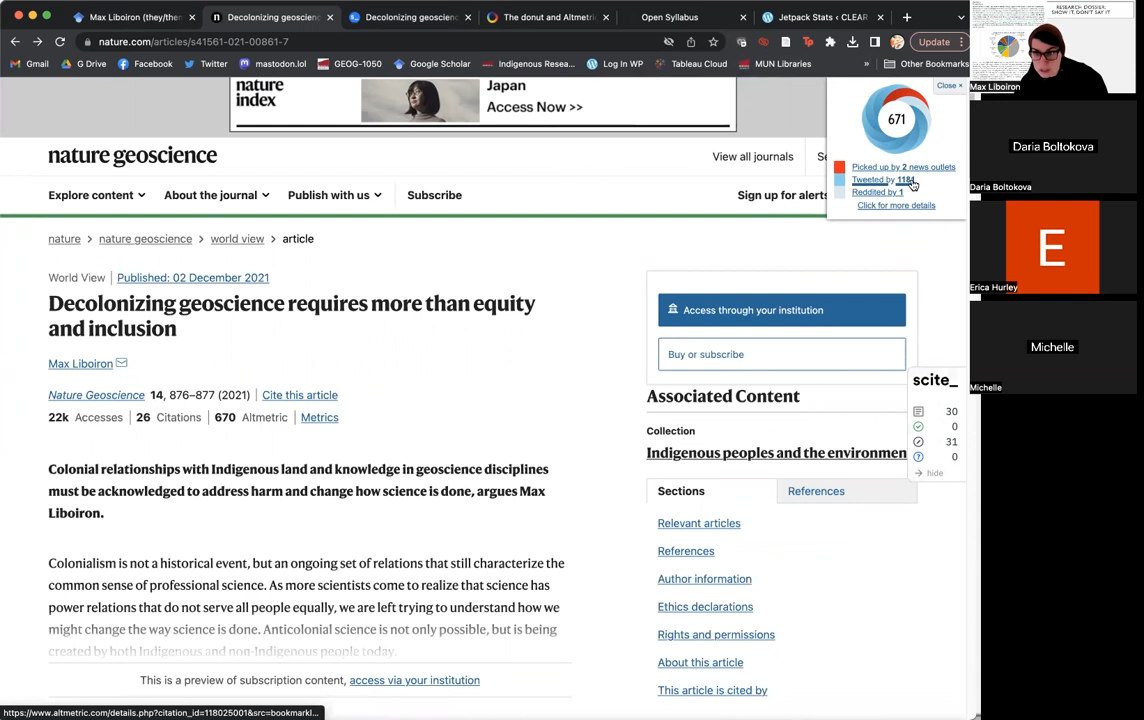 Max Liboiron (they/them
Decolonizing geoscienc
Decolonizing geoscienc
The donut and Altmetri
Open Syllabus
Jetpack Stats ‹ CLEAR
nature.com/articles/s41561-021-00861-7
Update
Gmail
G Drive
Facebook
Twitter
mastodon.lol
GEOG1050
Google Scholar
Indigenous Resea...
Log In WP
Tableau Cloud
MUN Libraries
»
Other Bookmarks
RESEARCH DOSSIER,
SHOW IT, DON'T SAY IT
Max Liboiron
nature
index
Japan
Access Now >>
Close ×
671
Picked up by 2 news outlets
Tweeted by 1184
Reddited by 1
Click for more details
nature geoscience
View all journals
Explore content
About the journal
Publish with us
Subscribe
Sign up for alerts
nature > nature geoscience > world view > article
World View | Published: 02 December 2021
Decolonizing geoscience requires more than equity
and inclusion
Max Liboiron
Nature Geoscience 14, 876–877 (2021) | Cite this article
22k Accesses | 26 Citations | 670 Altmetric | Metrics
Colonial relationships with Indigenous land and knowledge in geoscience disciplines
must be acknowledged to address harm and change how science is done, argues Max
Liboiron.
Colonialism is not a historical event, but an ongoing set of relations that still characterize the
common sense of professional science. As more scientists come to realize that science has
power relations that do not serve all people equally, we are left trying to understand how we
might change the way science is done. Anticolonial science is not only possible, but is being
created by both Indigenous and non-Indigenous people today.
This is a preview of subscription content, access via your institution
Access through your institution
Buy or subscribe
Associated Content
Collection
Indigenous peoples and the environmen
Sections
References
Relevant articles
References
Author information
Ethics declarations
Rights and permissions
About this article
This article is cited by
scite_
30
0
31
0
hide
Daria Boltokova
Daria Boltokova
E
Erica Hurley
Michelle
Michelle
https://www.altmetric.com/details.php?citation_id=118025001&src=bookmarkl...